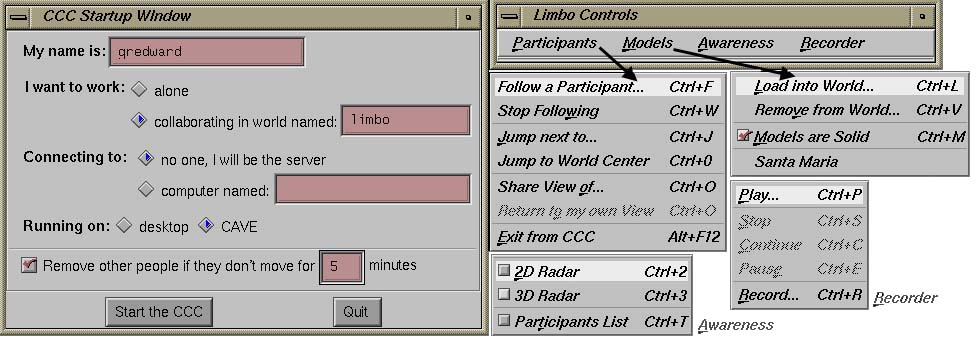 CCC Startup Window
My name is: qredward
I want to work: alone
collaborating in world named: limbo
Connecting to: no one, I will be the server
computer named:
Running on: desktop CAVE
Remove other people if they don't move for 5 minutes
Start the CCC Quit
Limbo Controls
Participants Models Awareness Recorder
Follow a Participant... Ctrl+F
Stop Following Ctrl+W
Jump next to... Ctrl+J
Jump to World Center Ctrl+0
Share View of... Ctrl+O
Return to my own View Ctrl+O
Exit from CCC Alt+F12
Load into World... Ctrl+L
Remove from World... Ctrl+V
Models are Solid Ctrl+M
Santa Maria
Play... Ctrl+P
Stop Ctrl+S
Continue Ctrl+C
Pause Ctrl+E
Record... Ctrl+R
Recorder
2D Radar Ctrl+2
3D Radar Ctrl+3
Participants List Ctrl+T
Awareness